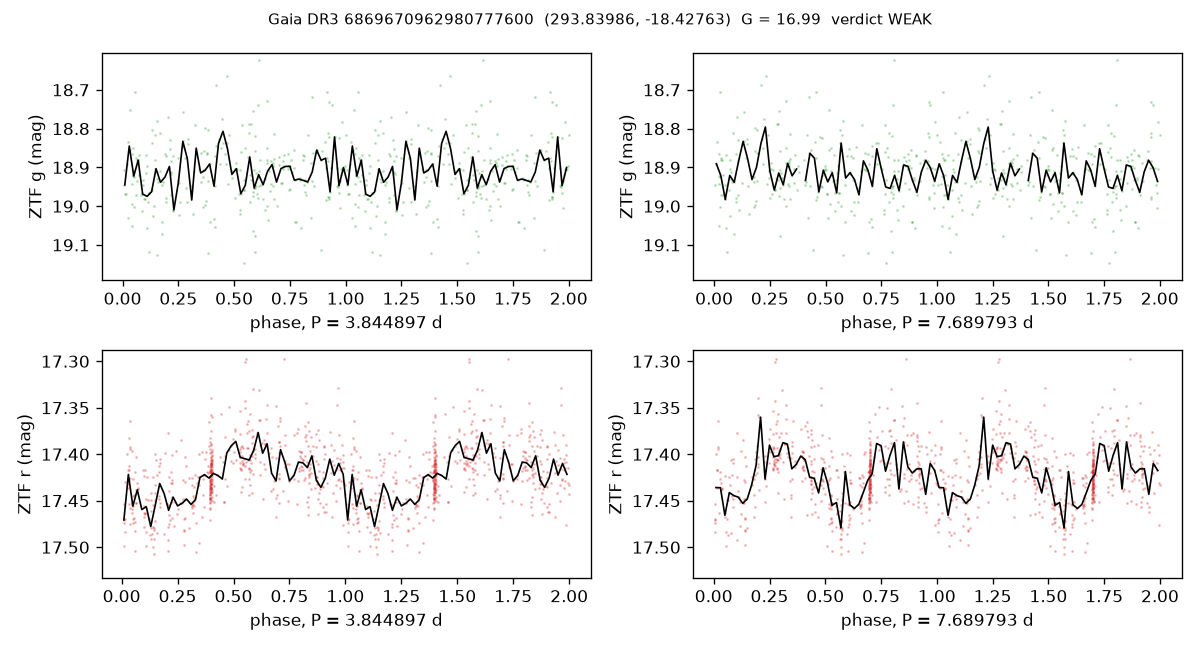 Gaia DR3 6869670962980777600  (293.83986, -18.42763)  G = 16.99  verdict WEAK
ZTF g (mag)
18.7
18.8
18.9
19.0
19.1
0.00 0.25 0.50 0.75 1.00 1.25 1.50 1.75 2.00
phase, P = 3.844897 d
ZTF g (mag)
18.7
18.8
18.9
19.0
19.1
0.00 0.25 0.50 0.75 1.00 1.25 1.50 1.75 2.00
phase, P = 7.689793 d
ZTF r (mag)
17.30
17.35
17.40
17.45
17.50
0.00 0.25 0.50 0.75 1.00 1.25 1.50 1.75 2.00
phase, P = 3.844897 d
ZTF r (mag)
17.30
17.35
17.40
17.45
17.50
0.00 0.25 0.50 0.75 1.00 1.25 1.50 1.75 2.00
phase, P = 7.689793 d